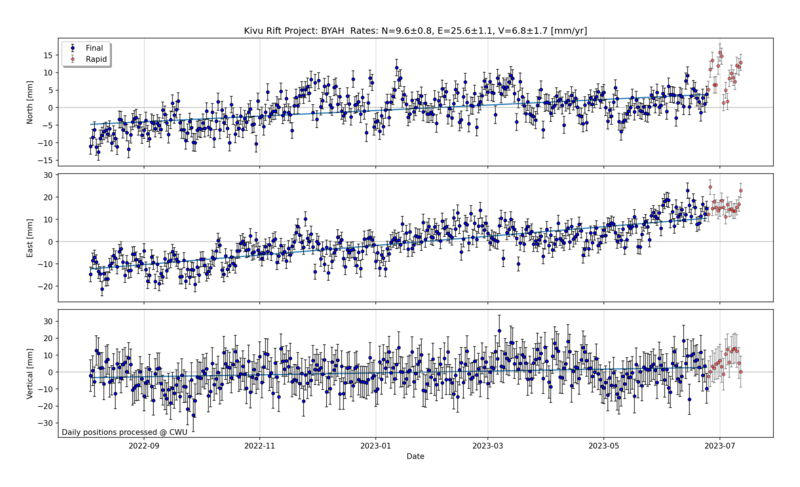 Kivu Rift Project: BYAH Rates: N=9.6±0.8, E=25.6±1.1, V=6.8±1.7 [mm/yr]
Final
Rapid
North [mm]
15
10
5
0
−5
−10
−15
East [mm]
30
20
10
0
−10
−20
Vertical [mm]
30
20
10
0
−10
−20
−30
Daily positions processed @ CWU
2022-09 2022-11 2023-01 2023-03 2023-05 2023-07
Date